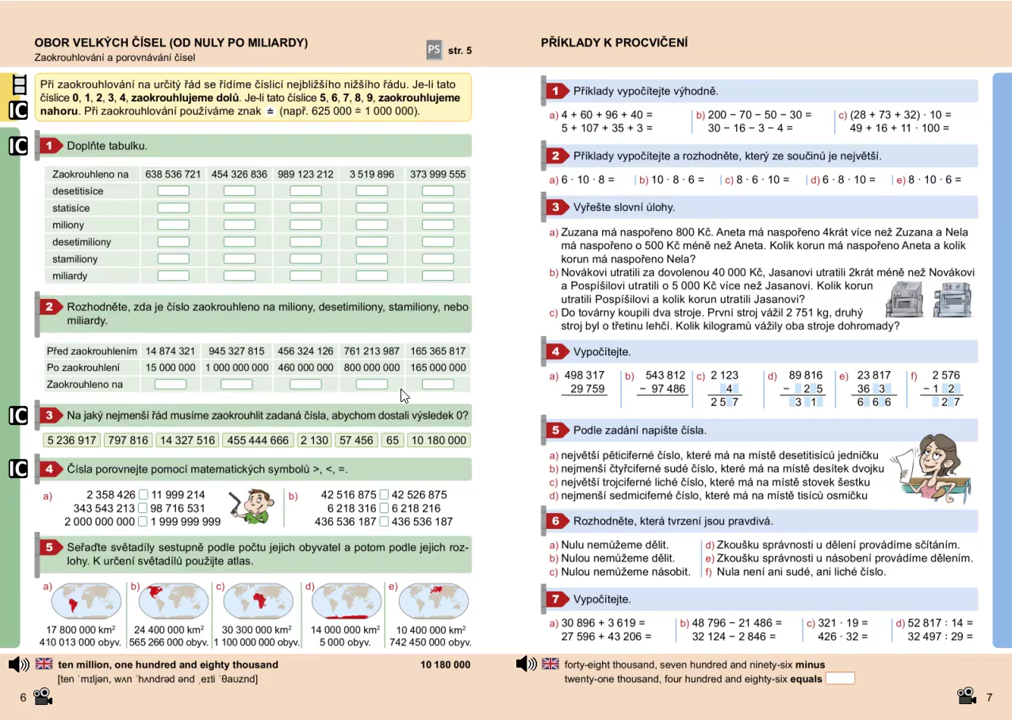 OBOR VELKÝCH ČÍSEL (OD NULY PO MILIARDY)
Zaokrouhlování a porovnávání čísel
PS str. 5
Při zaokrouhlování na určitý řád se řídíme číslicí nejbližšího nižšího řádu. Je-li tato
číslice 0, 1, 2, 3, 4, zaokrouhlujeme dolů. Je-li tato číslice 5, 6, 7, 8, 9, zaokrouhlujeme
nahoru. Při zaokrouhlování používáme znak ≐ (např. 625 000 ≐ 1 000 000).
1 Doplňte tabulku.
Zaokrouhleno na 638 536 721 454 326 836 989 123 212 3 519 896 373 999 555
desetitisíce
statisíce
miliony
desetimiliony
stamiliony
miliardy
2 Rozhodněte, zda je číslo zaokrouhleno na miliony, desetimiliony, stamiliony, nebo
miliardy.
Před zaokrouhlením 14 874 321 945 327 815 456 324 126 761 213 987 165 365 817
Po zaokrouhlení 15 000 000 1 000 000 000 460 000 000 800 000 000 165 000 000
Zaokrouhleno na
3 Na jaký nejmenší řád musíme zaokrouhlit zadaná čísla, abychom dostali výsledek 0?
5 236 917 797 816 14 327 516 455 444 666 2 130 57 456 65 10 180 000
4 Čísla porovnejte pomocí matematických symbolů >, <, =.
a) 2 358 426 11 999 214
343 543 213 98 716 531
2 000 000 000 1 999 999 999
b) 42 516 875 42 526 875
6 218 316 6 218 216
436 536 187 436 536 187
5 Seřaďte světadíly sestupně podle počtu jejich obyvatel a potom podle jejich roz-
lohy. K určení světadílů použijte atlas.
a) b) c) d) e)
17 800 000 km² 24 400 000 km² 30 300 000 km² 14 000 000 km² 10 400 000 km²
410 013 000 obyv. 565 266 000 obyv. 1 100 000 000 obyv. 5 000 obyv. 742 450 000 obyv.
ten million, one hundred and eighty thousand 10 180 000
[ten ˈmɪljən, wʌn ˈhʌndrəd ənd ˌeɪti ˈθaʊznd]
6
PŘÍKLADY K PROCVIČENÍ
1 Příklady vypočítejte výhodně.
a) 4 + 60 + 96 + 40 = b) 200 − 70 − 50 − 30 = c) (28 + 73 + 32) · 10 =
5 + 107 + 35 + 3 = 30 − 16 − 3 − 4 = 49 + 16 + 11 · 100 =
2 Příklady vypočítejte a rozhodněte, který ze součinů je největší.
a) 6 · 10 · 8 = b) 10 · 8 · 6 = c) 8 · 6 · 10 = d) 6 · 8 · 10 = e) 8 · 10 · 6 =
3 Vyřešte slovní úlohy.
a) Zuzana má naspořeno 800 Kč. Aneta má naspořeno 4krát více než Zuzana a Nela
má naspořeno o 500 Kč méně než Aneta. Kolik korun má naspořeno Aneta a kolik
korun má naspořeno Nela?
b) Novákovi utratili za dovolenou 40 000 Kč, Jasanovi utratili 2krát méně než Novákovi
a Pospíšilovi utratili o 5 000 Kč více než Jasanovi. Kolik korun
utratili Pospíšilovi a kolik korun utratili Jasanovi?
c) Do továrny koupili dva stroje. První stroj vážil 2 751 kg, druhý
stroj byl o třetinu lehčí. Kolik kilogramů vážily oba stroje dohromady?
4 Vypočítejte.
a) 498 317 b) 543 812 c) 2 123 d) 89 816 e) 23 817 f) 2 576
29 759 − 97 486 4 − 2 5 36 3 − 1 2
2 5 7 3 1 6 6 6 2 7
5 Podle zadání napište čísla.
a) největší pěticiferné číslo, které má na místě desetitisíců jedničku
b) nejmenší čtyřciferné sudé číslo, které má na místě desítek dvojku
c) největší trojciferné liché číslo, které má na místě stovek šestku
d) nejmenší sedmiciferné číslo, které má na místě tisíců osmičku
6 Rozhodněte, která tvrzení jsou pravdivá.
a) Nulu nemůžeme dělit. d) Zkoušku správnosti u dělení provádíme sčítáním.
b) Nulou nemůžeme dělit. e) Zkoušku správnosti u násobení provádíme dělením.
c) Nulou nemůžeme násobit. f) Nula není ani sudé, ani liché číslo.
7 Vypočítejte.
a) 30 896 + 3 619 = b) 48 796 − 21 486 = c) 321 · 19 = d) 52 817 : 14 =
27 596 + 43 206 = 32 124 − 2 846 = 426 · 32 = 32 497 : 29 =
forty-eight thousand, seven hundred and ninety-six minus
twenty-one thousand, four hundred and eighty-six equals
7